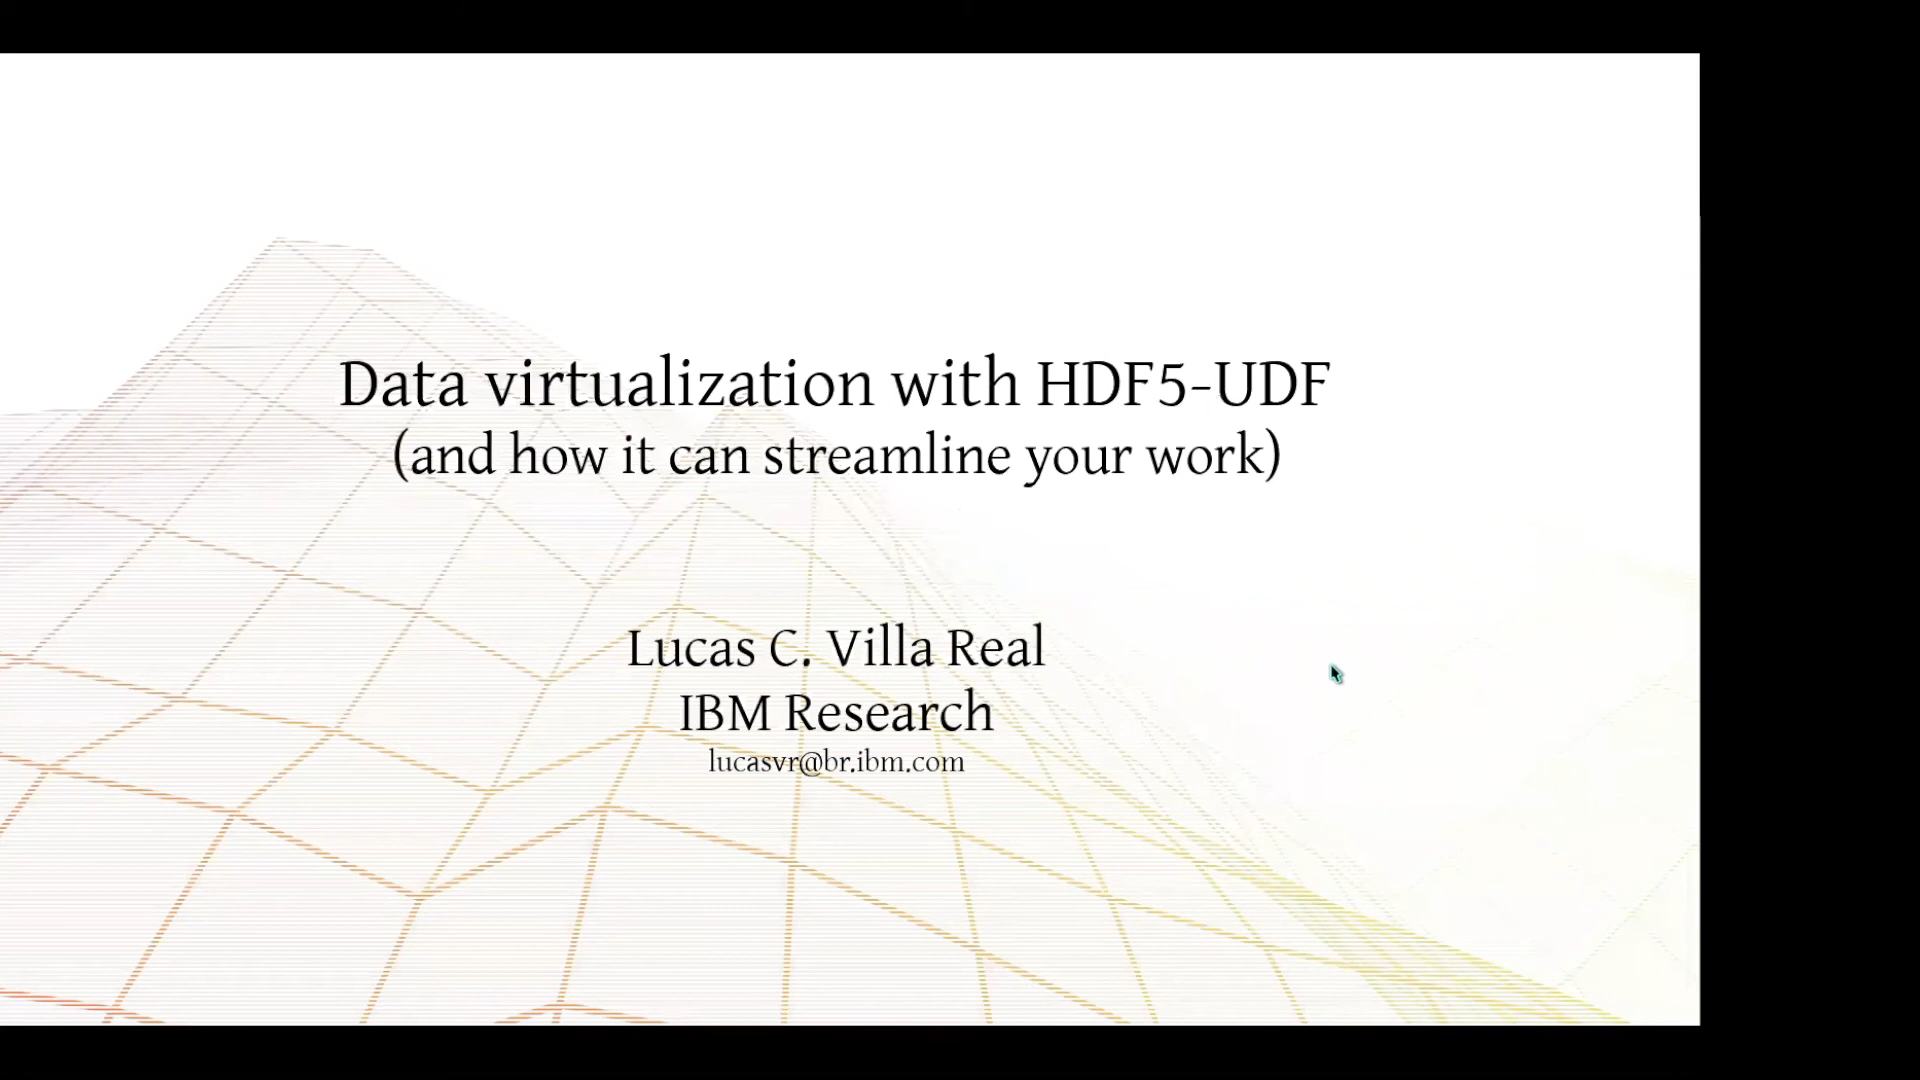 Data virtualization with HDF5-UDF
(and how it can streamline your work)
Lucas C. Villa Real
IBM Research
lucasvr@br.ibm.com